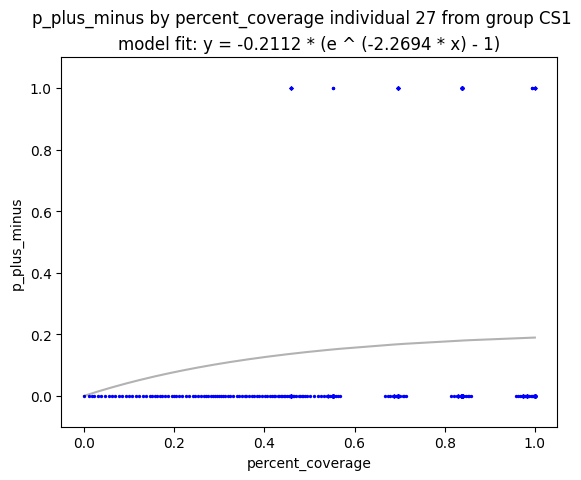 p_plus_minus by percent_coverage individual 27 from group CS1
model fit: y = -0.2112 * (e ^ (-2.2694 * x) - 1)
1.0
0.8
0.6
0.4
0.2
0.0
p_plus_minus
0.0 0.2 0.4 0.6 0.8 1.0
percent_coverage